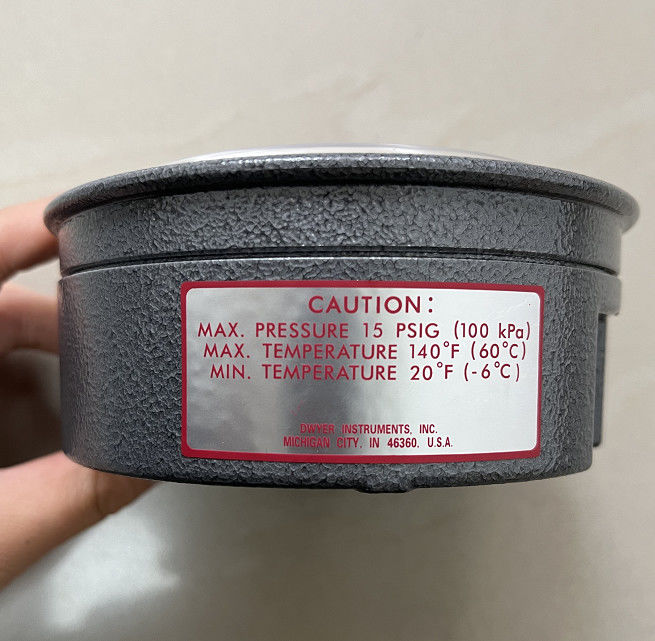 CAUTION:
MAX. PRESSURE 15 PSIG (100 kPa)
MAX. TEMPERATURE 140°F (60°C)
MIN. TEMPERATURE 20°F (-6°C)
DWYER INSTRUMENTS, INC.
MICHIGAN CITY, IN 46360, U.S.A.